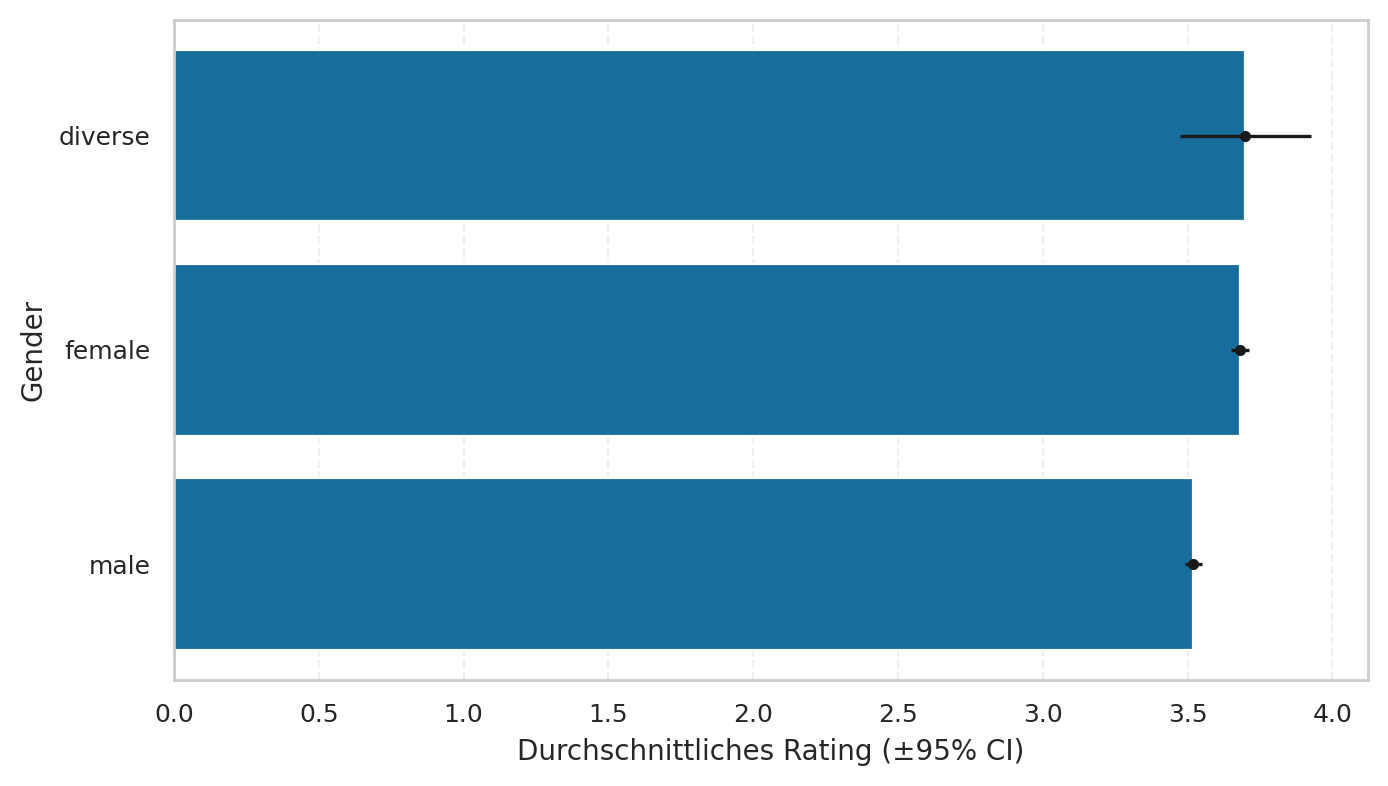 diverse
female
male
Gender
0.0 0.5 1.0 1.5 2.0 2.5 3.0 3.5 4.0
Durchschnittliches Rating (±95% CI)